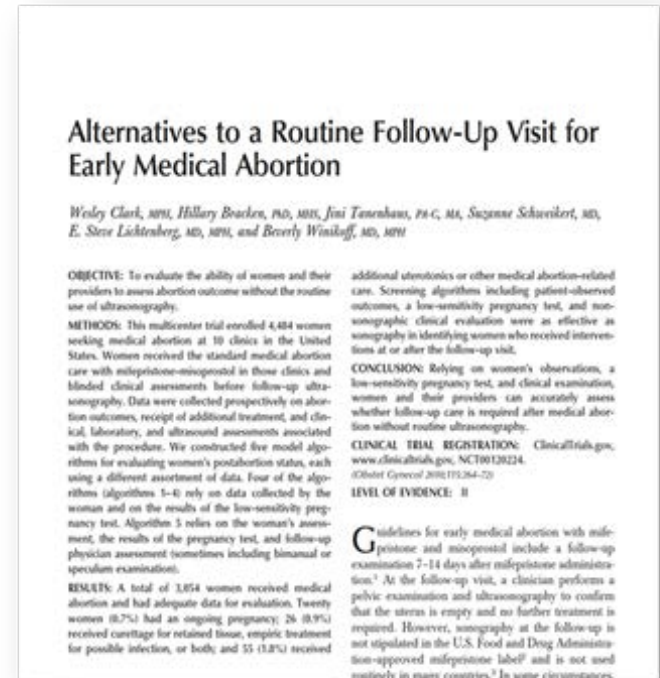 Alternatives to a Routine Follow-Up Visit for
Early Medical Abortion
Wesley Clark, MPH, Hillary Bracken, PhD, MHS, Jini Tanenhaus, PA-C, MA, Suzanne Schweikert, MD,
E. Steve Lichtenberg, MD, MPH, and Beverly Winikoff, MD, MPH
OBJECTIVE: To evaluate the ability of women and their
providers to assess abortion outcome without the routine
use of ultrasonography.
METHODS: This multicenter trial enrolled 4,484 women
seeking medical abortion at 10 clinics in the United
States. Women received the standard medical abortion
care with mifepristone-misoprostol in those clinics and
blinded clinical assessments before follow-up ultra-
sonography. Data were collected prospectively on abor-
tion outcomes, receipt of additional treatment, and clin-
ical, laboratory, and ultrasound assessments associated
with the procedure. We constructed five model algo-
rithms for evaluating women's postabortion status, each
using a different assortment of data. Four of the algo-
rithms (algorithms 1–4) rely on data collected by the
woman and on the results of the low-sensitivity preg-
nancy test. Algorithm 5 relies on the woman's assess-
ment, the results of the pregnancy test, and follow-up
physician assessment (sometimes including bimanual or
speculum examination).
RESULTS: A total of 3,054 women received medical
abortion and had adequate data for evaluation. Twenty
women (0.7%) had an ongoing pregnancy; 26 (0.9%)
received curettage for retained tissue, empiric treatment
for possible infection, or both; and 55 (1.8%) received
additional uterotonics or other medical abortion-related
care. Screening algorithms including patient-observed
outcomes, a low-sensitivity pregnancy test, and non-
sonographic clinical evaluation were as effective as
sonography in identifying women who received interven-
tions at or after the follow-up visit.
CONCLUSION: Relying on women's observations, a
low-sensitivity pregnancy test, and clinical examination,
women and their providers can accurately assess
whether follow-up care is required after medical abor-
tion without routine ultrasonography.
CLINICAL TRIAL REGISTRATION: ClinicalTrials.gov,
www.clinicaltrials.gov, NCT00120224.
(Obstet Gynecol 2010;115:264–72)
LEVEL OF EVIDENCE: II
Guidelines for early medical abortion with mife-
pristone and misoprostol include a follow-up
examination 7–14 days after mifepristone administra-
tion.¹ At the follow-up visit, a clinician performs a
pelvic examination and ultrasonography to confirm
that the uterus is empty and no further treatment is
required. However, sonography at the follow-up is
not stipulated in the U.S. Food and Drug Administra-
tion–approved mifepristone label² and is not used
routinely in many countries.³ In some circumstances,